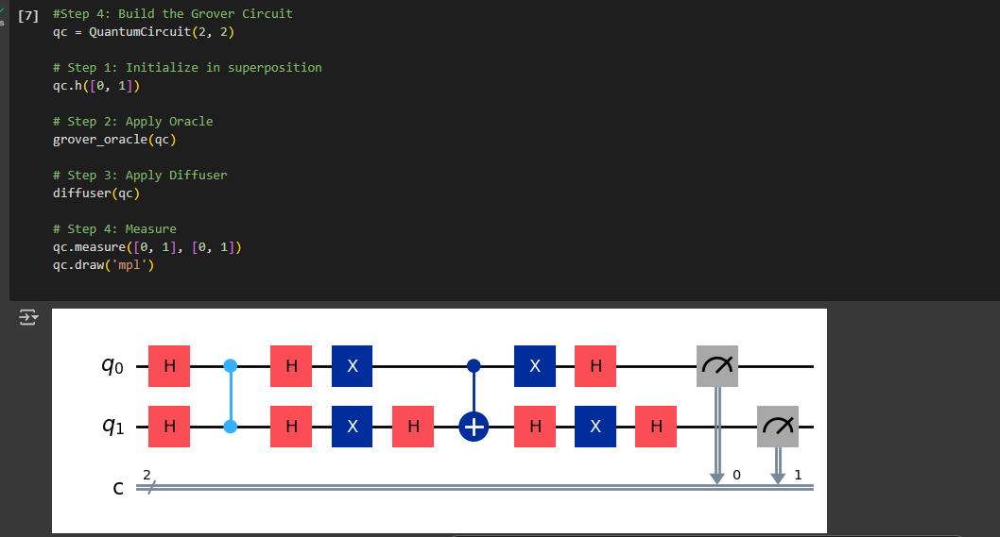 [7]
#Step 4: Build the Grover Circuit
qc = QuantumCircuit(2, 2)
# Step 1: Initialize in superposition
qc.h([0, 1])
# Step 2: Apply Oracle
grover_oracle(qc)
# Step 3: Apply Diffuser
diffuser(qc)
# Step 4: Measure
qc.measure([0, 1], [0, 1])
qc.draw('mpl')
q0 H H X X H
q1 H H X H H X H
c 2 0 1